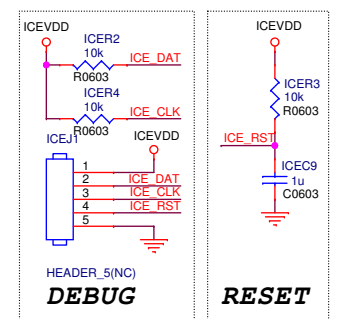 ICEVDD
ICER2
10k
ICE_DAT
R0603
ICER4
10k
ICE_CLK
R0603
ICEJ1
ICEVDD
1
2
ICE_DAT
3
ICE_CLK
4
ICE_RST
5
HEADER_5(NC)
DEBUG
ICEVDD
ICER3
10k
R0603
ICE_RST
ICEC9
1u
C0603
RESET